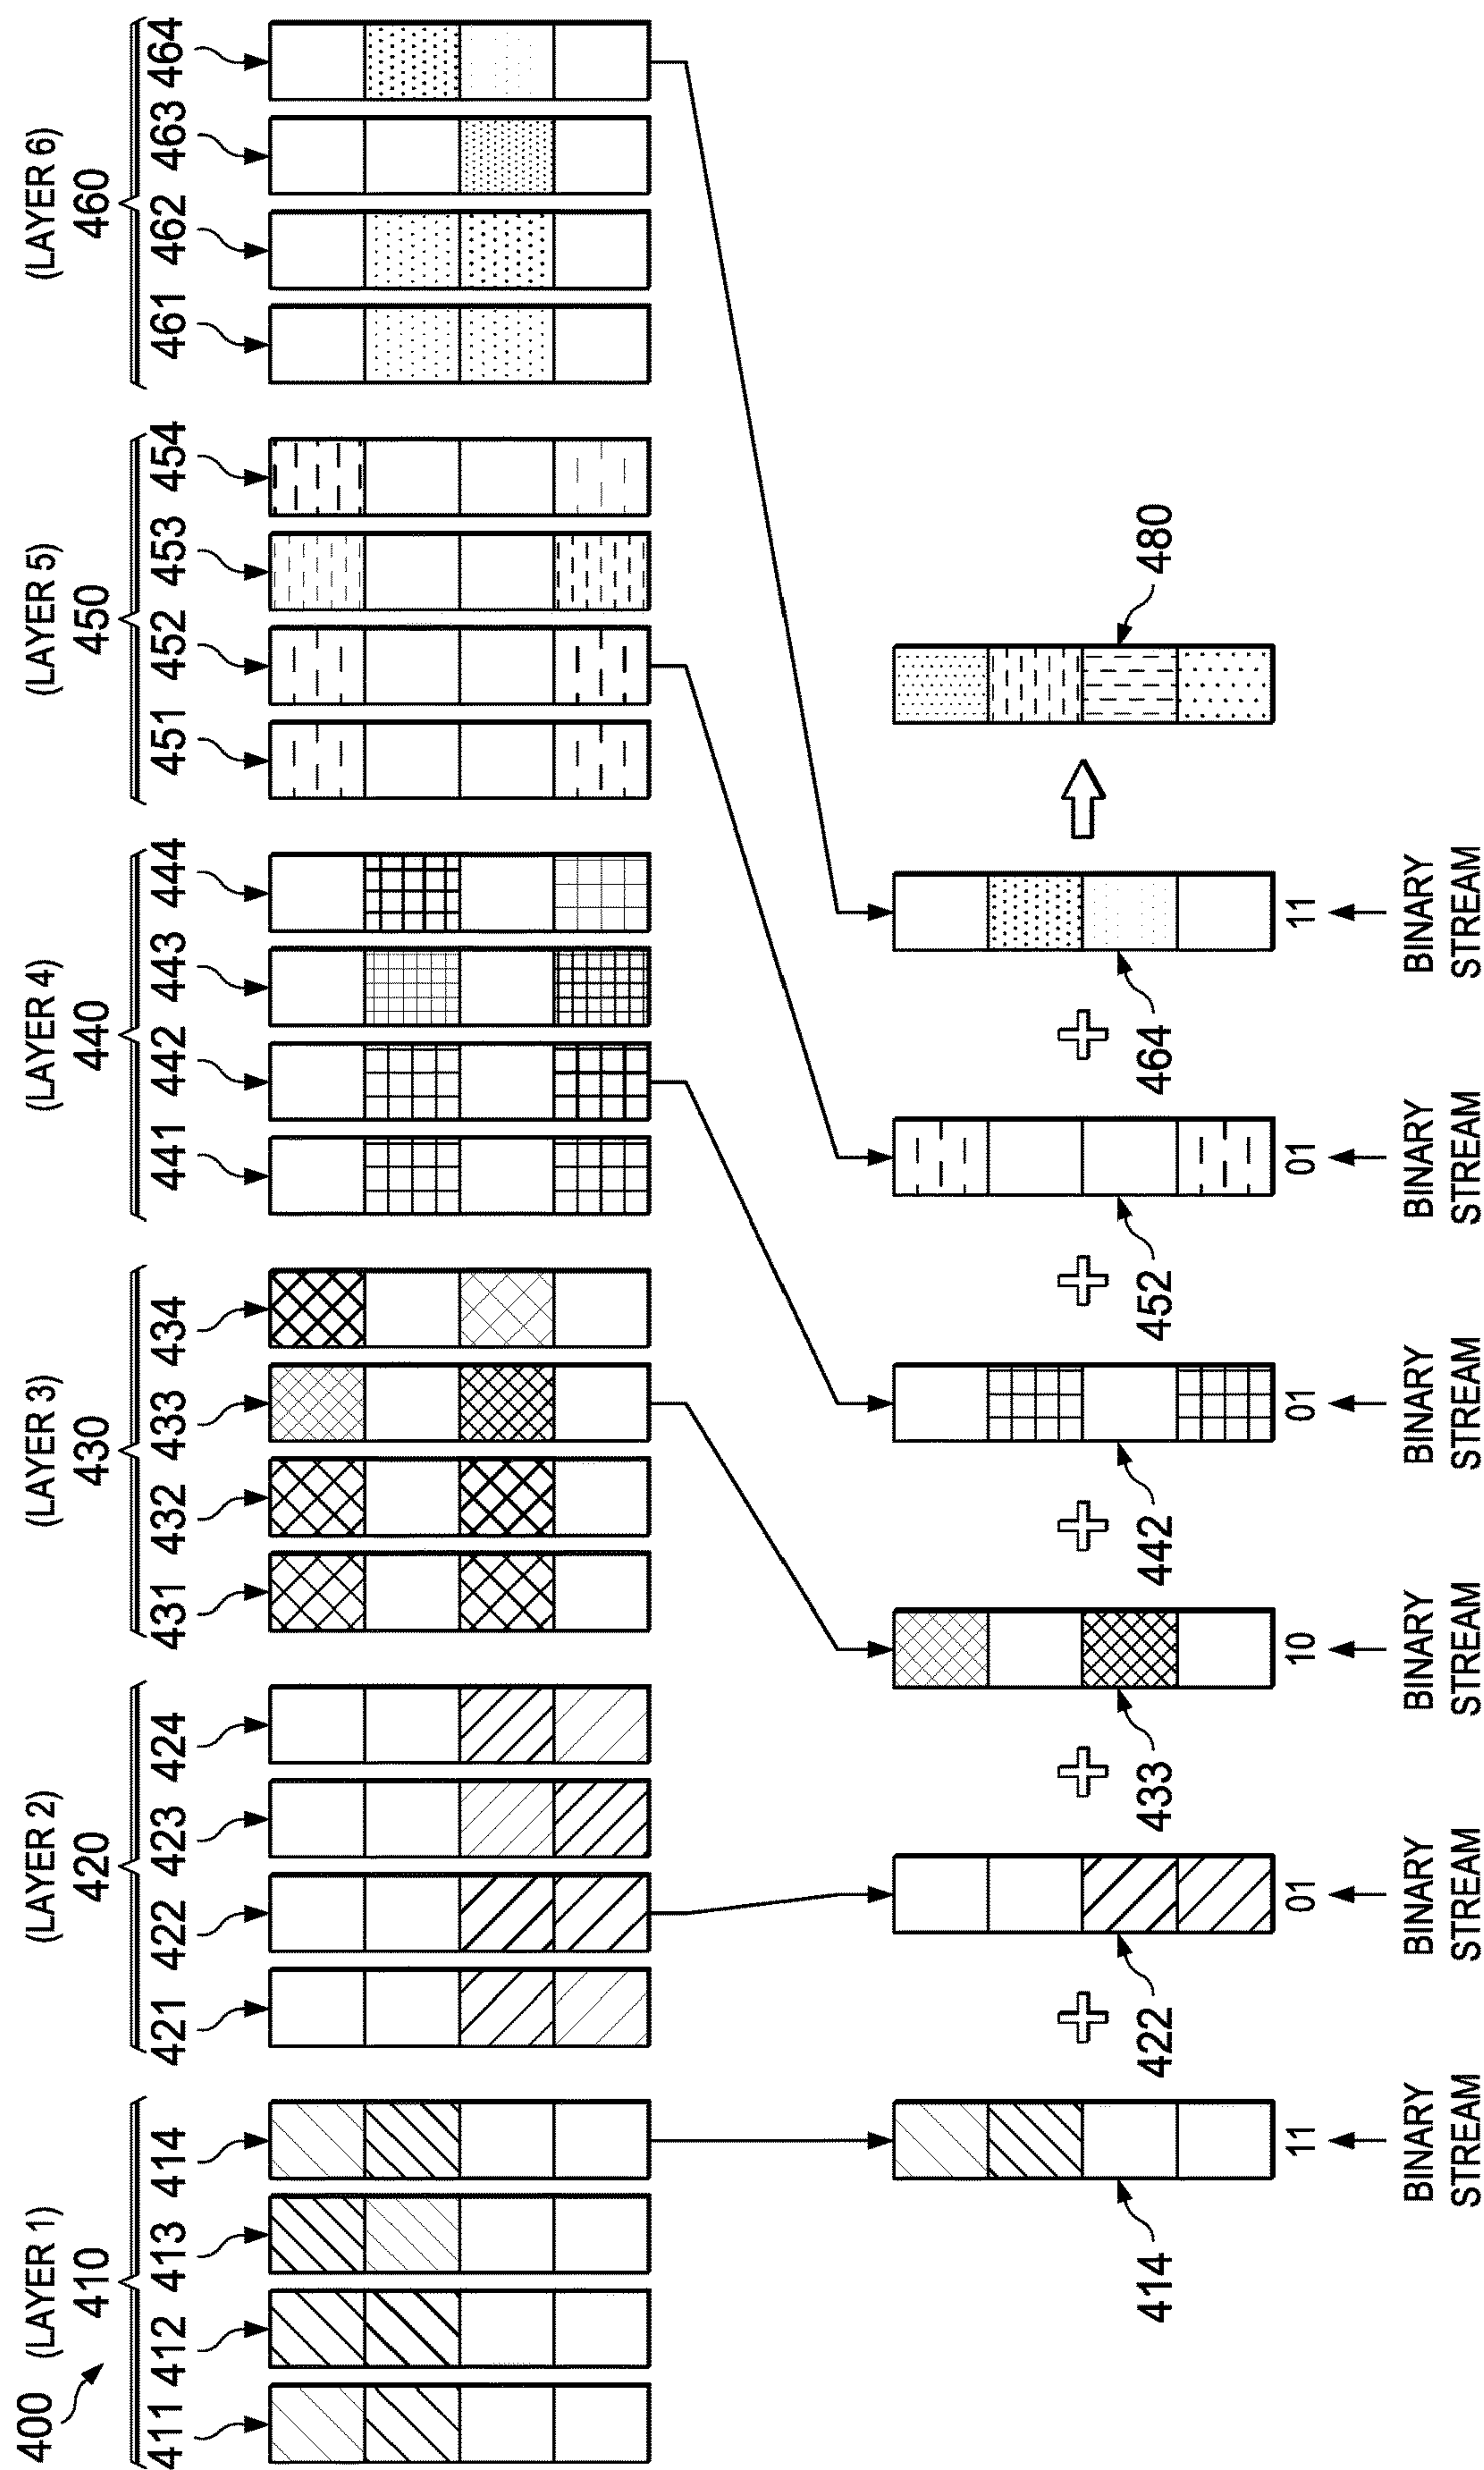 400
(LAYER 1)
410
411 412 413 414
(LAYER 2)
420
421 422 423 424
(LAYER 3)
430
431 432 433 434
(LAYER 4)
440
441 442 443 444
(LAYER 5)
450
451 452 453 454
(LAYER 6)
460
461 462 463 464
414
422
433
442
452
464
480
11
01
10
01
01
11
BINARY
STREAM
BINARY
STREAM
BINARY
STREAM
BINARY
STREAM
BINARY
STREAM
BINARY
STREAM